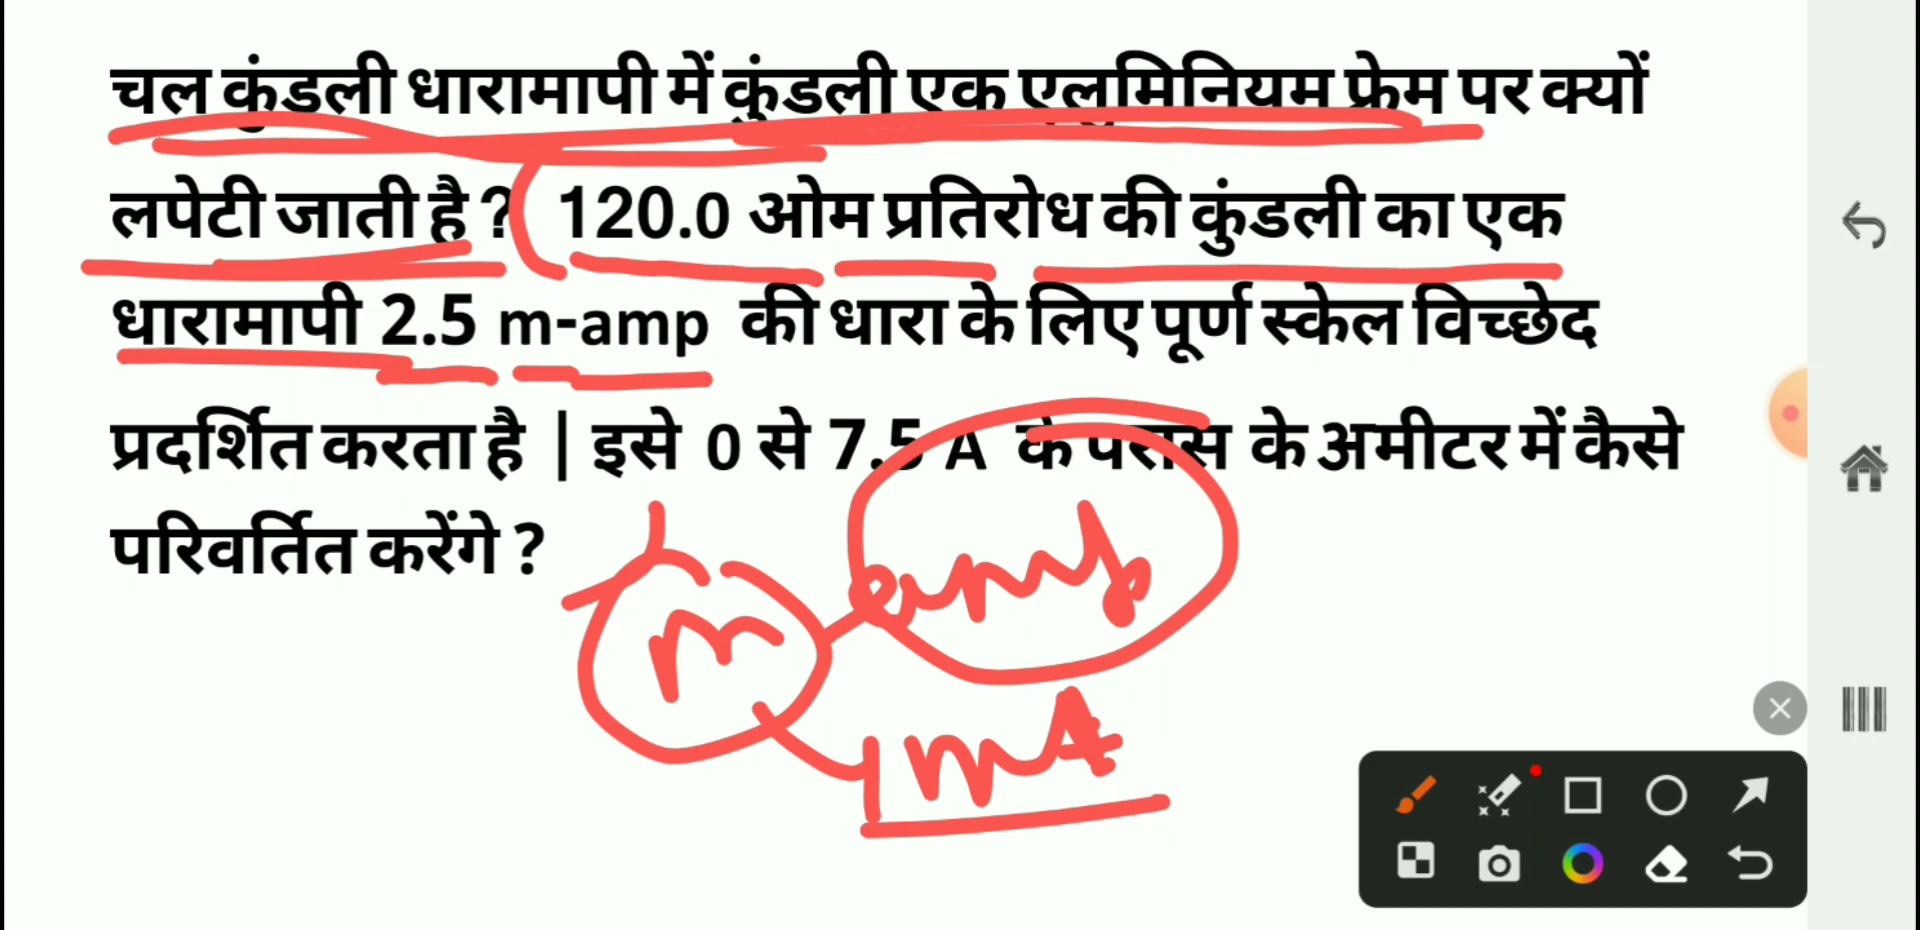 चल कुंडली धारामापी में कुंडली एक एलुमिनियम फ्रेम पर क्यों
लपेटी जाती है ? 120.0 ओम प्रतिरोध की कुंडली का एक
धारामापी 2.5 m-amp की धारा के लिए पूर्ण स्केल विच्छेद
प्रदर्शित करता है | इसे 0 से 7.5 A के परास के अमीटर में कैसे
परिवर्तित करेंगे ?
m amp
1mA